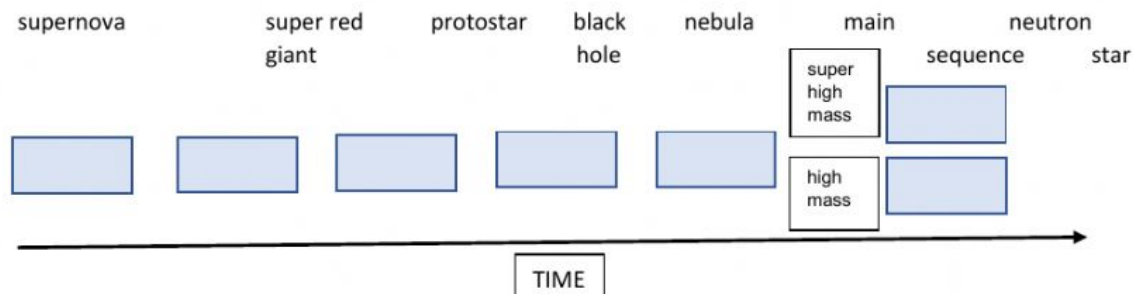 supernova super red protostar black nebula main neutron
giant hole sequence star
super
high
mass
high
mass
TIME